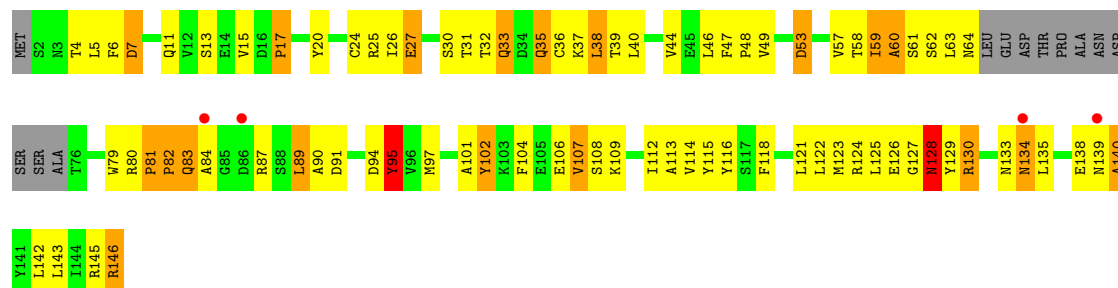 MET S2 N3 T4 L5 F6 D7 Q11 V12 S13 E14 V15 D16 P17 Y20 C24 R25 I26 E27 S30 T31 T32 Q33 D34 Q35 C36 K37 L38 T39 L40 V44 E45 L46 F47 P48 V49 D53 V57 T58 I59 A60 S61 S62 L63 N64 LEU GLU ASP THR PRO ALA ASN ASP
SER SER ALA T76 W79 R80 P81 P82 Q83 A84 G85 D86 R87 S88 L89 A90 D91 D94 Y95 V96 M97 A101 Y102 K103 F104 E105 E106 V107 S108 K109 I112 A113 V114 Y115 Y116 S117 F118 L121 L122 M123 R124 L125 E126 G127 N128 Y129 R130 N133 N134 L135 E138 N139 A140
Y141 L142 L143 I144 R145 R146